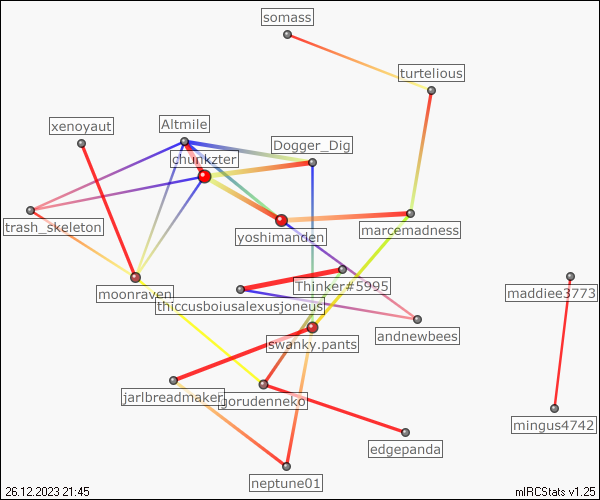 somass
turtelious
xenoyaut
Altmile
Dogger_Dig
chunkzter
trash_skeleton
yoshimanden
marcemadness
moonraven
Thinker#5995
maddiee3773
thiccusboiusalexusjoneus
swanky.pants
andnewbees
jarlbreadmaker
gorudenneko
mingus4742
edgepanda
neptune01
26.12.2023 21:45
mIRCStats v1.25